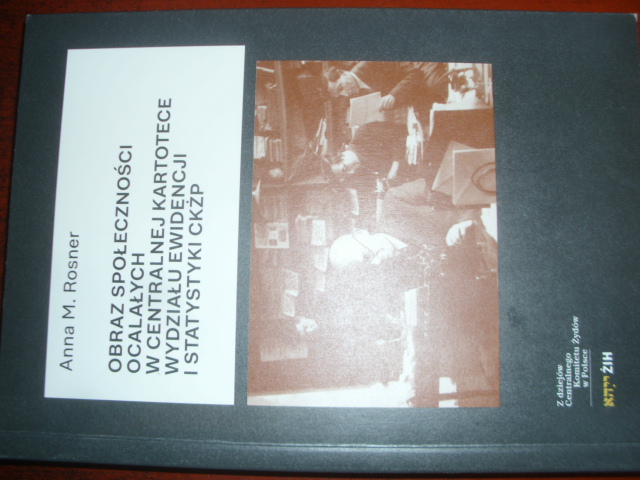 Anna M. Rosner
OBRAZ SPOŁECZNOŚCI
OCALAŁYCH
W CENTRALNEJ KARTOTECE
WYDZIAŁU EWIDENCJI
I STATYSTYKI CKŻP
Z dziejów
Centralnego
Komitetu Żydów
w Polsce
ŻIH